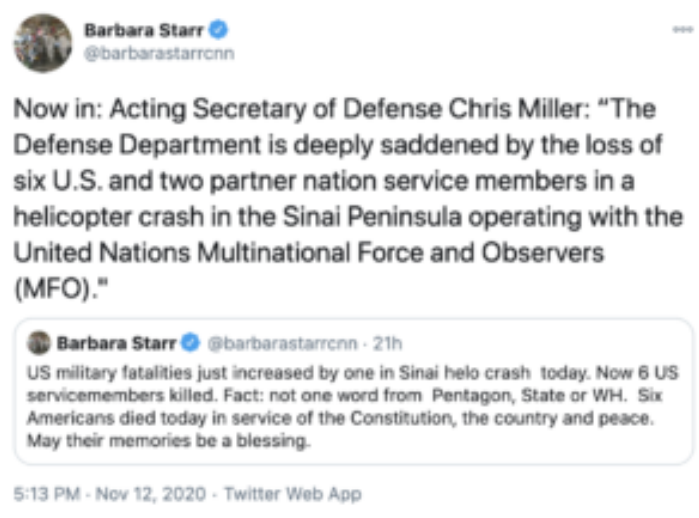 Barbara Starr
@barbarastarrcnn
Now in: Acting Secretary of Defense Chris Miller: “The
Defense Department is deeply saddened by the loss of
six U.S. and two partner nation service members in a
helicopter crash in the Sinai Peninsula operating with the
United Nations Multinational Force and Observers
(MFO)."
Barbara Starr @barbarastarrcnn · 21h
US military fatalities just increased by one in Sinai helo crash today. Now 6 US
servicemembers killed. Fact: not one word from Pentagon, State or WH. Six
Americans died today in service of the Constitution, the country and peace.
May their memories be a blessing.
5:13 PM · Nov 12, 2020 · Twitter Web App